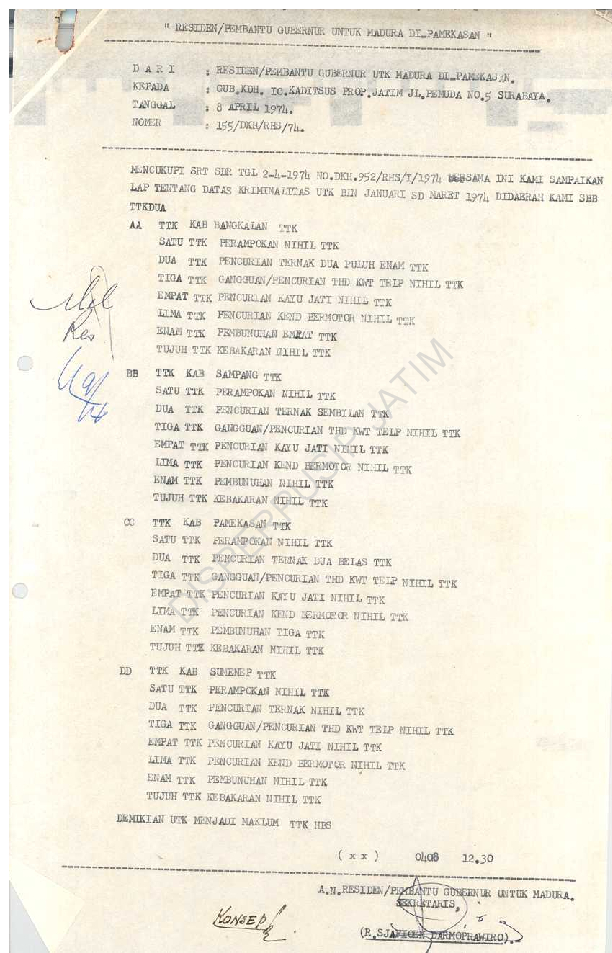 " RESIDEN/PEMBANTU GUBERNUR UNTUK MADURA DI_PAMEKASAN "
D A R I : RESIDEN/PEMBANTU GUBERNUR UTK MADURA DI_PAMEKASAN.
KEPADA : GUB.KDH. IC.KADITSUS PROP.JATIM JL.PEMUDA NO.5 SURABAYA.
TANGGAL : 8 APRIL 1974.
NOMER : 155/DKH/RHS/74.
MENCUKUPI SRT SDR TGL 2-4-1974 NO.DKH.952/RHS/I/1974 BERSAMA INI KAMI SAMPAIKAN
LAP TENTANG DATAS KRIMINALITAS UTK BLN JANUARI SD MARET 1974 DIDAERAH KAMI SBB
TTKDUA
AA TTK KAB BANGKALAN TTK
SATU TTK PERAMPOKAN NIHIL TTK
DUA TTK PENCURIAN TERNAK DUA PULUH ENAM TTK
TIGA TTK GANGGUAN/PENCURIAN THD KWT TELP NIHIL TTK
EMPAT TTK PENCURIAN KAYU JATI NIHIL TTK
LIMA TTK PENCURIAN KEND BERMOTOR NIHIL TTK
ENAM TTK PEMBUNUHAN EMPAT TTK
TUJUH TTK KEBAKARAN NIHIL TTK
BB TTK KAB SAMPANG TTK
SATU TTK PERAMPOKAN NIHIL TTK
DUA TTK PENCURIAN TERNAK SEMBILAN TTK
TIGA TTK GANGGUAN/PENCURIAN THD KWT TELP NIHIL TTK
EMPAT TTK PENCURIAN KAYU JATI NIHIL TTK
LIMA TTK PENCURIAN KEND BERMOTOR NIHIL TTK
ENAM TTK PEMBUNUHAN NIHIL TTK
TUJUH TTK KEBAKARAN NIHIL TTK
CC TTK KAB PAMEKASAN TTK
SATU TTK PERAMPOKAN NIHIL TTK
DUA TTK PENCURIAN TERNAK DUA BELAS TTK
TIGA TTK GANGGUAN/PENCURIAN THD KWT TELP NIHIL TTK
EMPAT TTK PENCURIAN KAYU JATI NIHIL TTK
LIMA TTK PENCURIAN KEND BERMOTOR NIHIL TTK
ENAM TTK PEMBUNUHAN TIGA TTK
TUJUH TTK KEBAKARAN NIHIL TTK
DD TTK KAB SUMENEP TTK
SATU TTK PERAMPOKAN NIHIL TTK
DUA TTK PENCURIAN TERNAK NIHIL TTK
TIGA TTK GANGGUAN/PENCURIAN THD KWT TELP NIHIL TTK
EMPAT TTK PENCURIAN KAYU JATI NIHIL TTK
LIMA TTK PENCURIAN KEND BERMOTOR NIHIL TTK
ENAM TTK PEMBUNUHAN NIHIL TTK
TUJUH TTK KEBAKARAN NIHIL TTK
DEMIKIAN UTK MENJADI MAKLUM TTK HBS
( x x ) 0408 12.30
A.N.RESIDEN/PEMBANTU GUBERNUR UNTUK MADURA.
SEKRETARIS,
KONSEP
DARMOPRAWIRO).
DISPERPUSIP JATIM